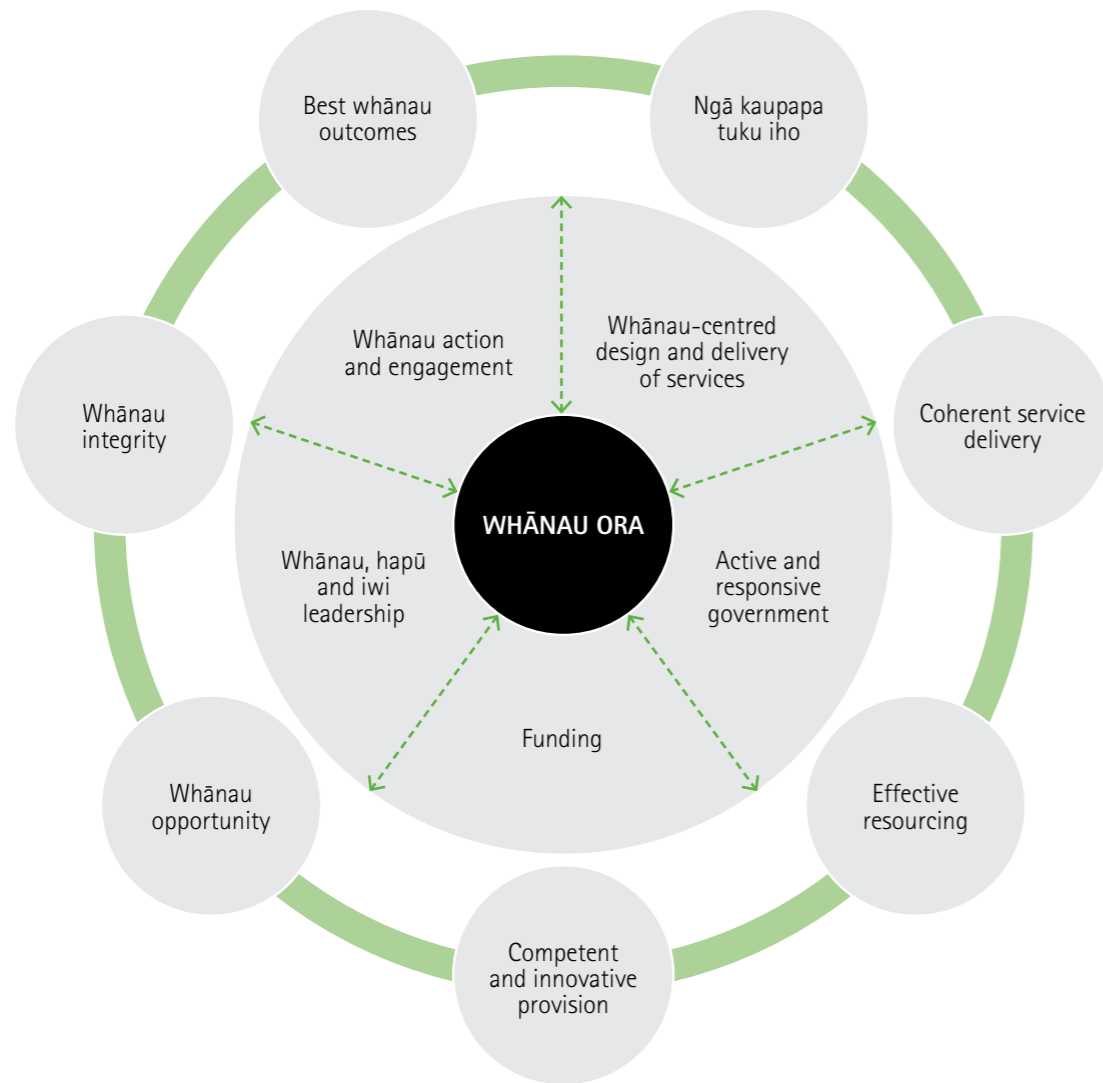 Best whānau
outcomes
Ngā kaupapa
tuku iho
Whānau action
and engagement
Whānau-centred
design and delivery
of services
Whānau
integrity
Coherent service
delivery
WHĀNAU ORA
Whānau, hapū
and iwi
leadership
Active and
responsive
government
Funding
Whānau
opportunity
Effective
resourcing
Competent
and innovative
provision